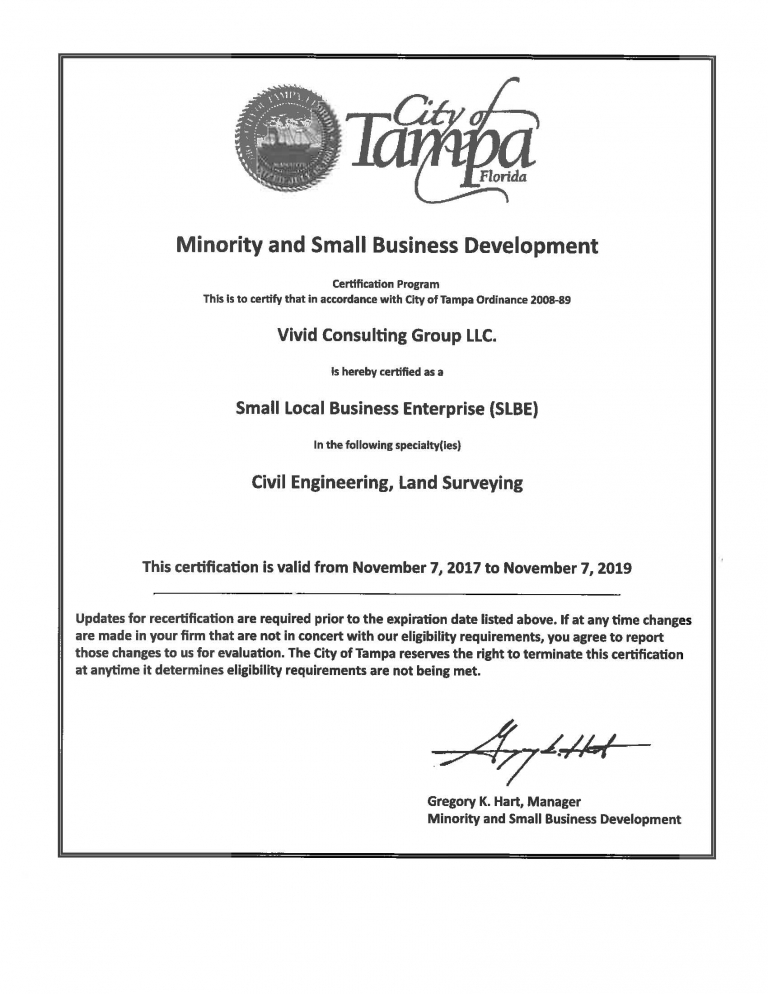 City of
Tampa
Florida
Minority and Small Business Development
Certification Program
This is to certify that in accordance with City of Tampa Ordinance 2008-89
Vivid Consulting Group LLC.
Is hereby certified as a
Small Local Business Enterprise (SLBE)
In the following specialty(ies)
Civil Engineering, Land Surveying
This certification is valid from November 7, 2017 to November 7, 2019
Updates for recertification are required prior to the expiration date listed above. If at any time changes
are made in your firm that are not in concert with our eligibility requirements, you agree to report
those changes to us for evaluation. The City of Tampa reserves the right to terminate this certification
at anytime it determines eligibility requirements are not being met.
Gregory K. Hart, Manager
Minority and Small Business Development